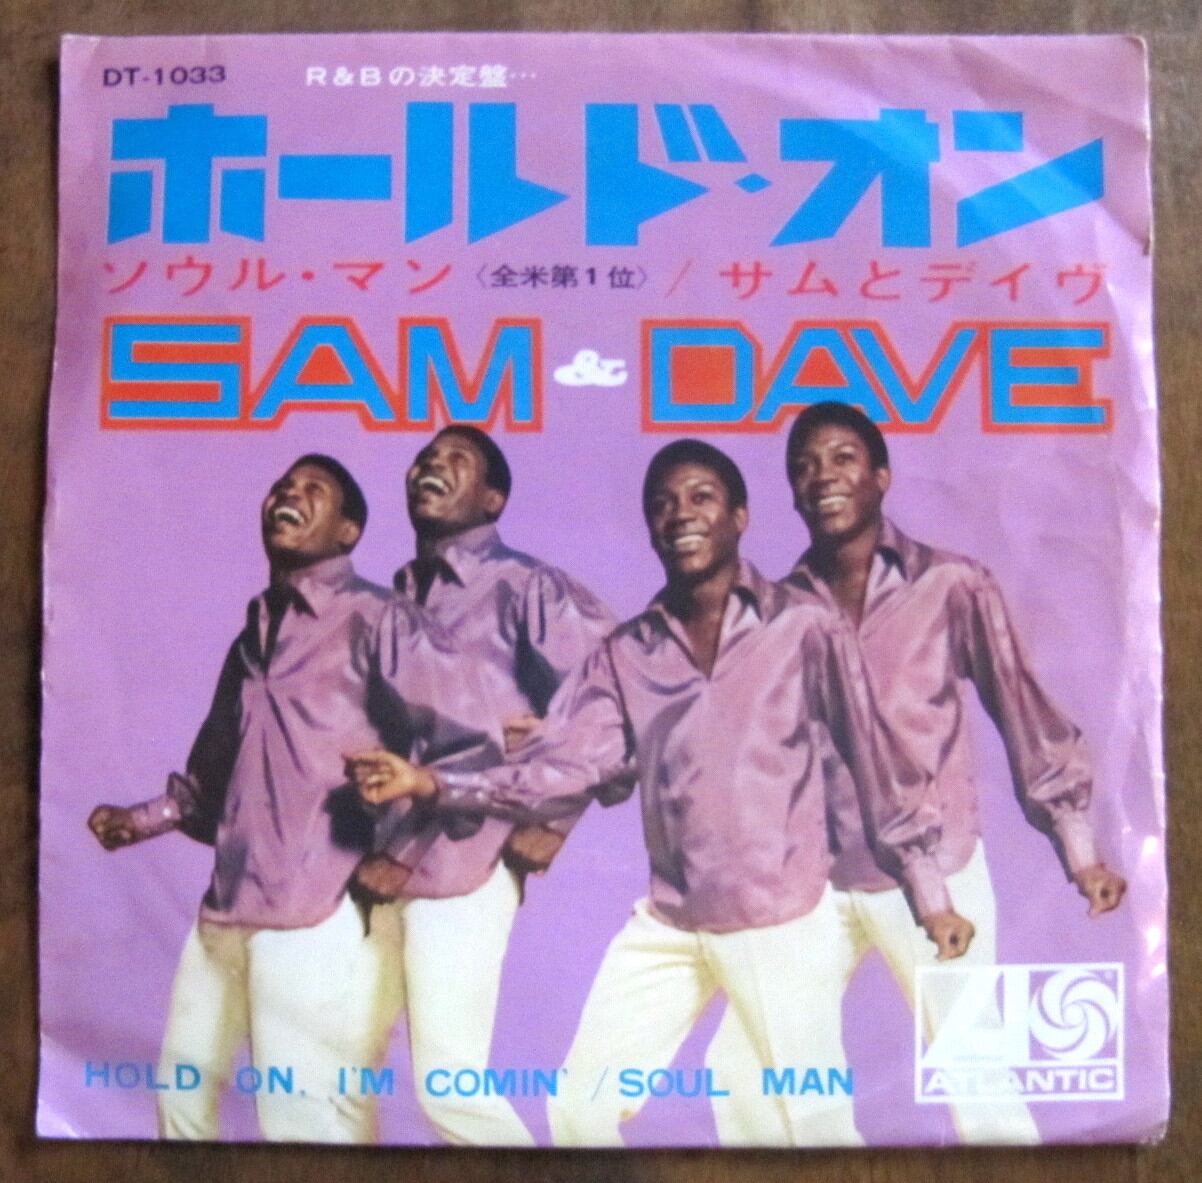 DT-1033 R&Bの決定盤…
ホールド・オン
ソウル・マン〈全米第1位〉/ サムとデイヴ
SAM & DAVE
HOLD ON, I'M COMIN' / SOUL MAN
ATLANTIC